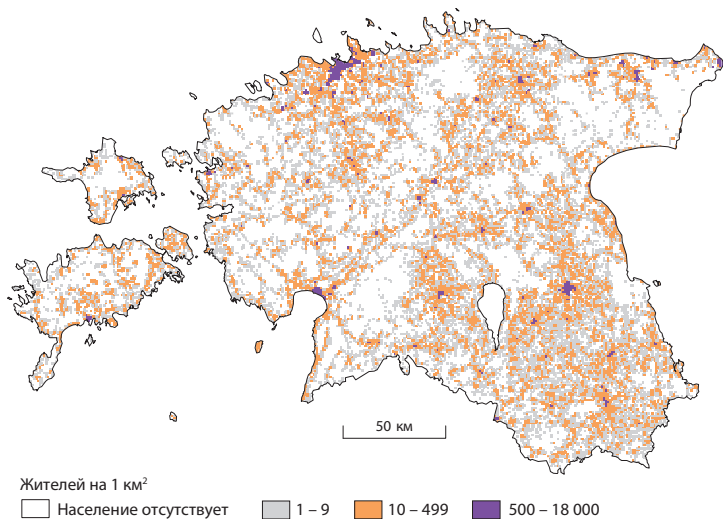 50 км
Жителей на 1 км²
Население отсутствует 1 – 9 10 – 499 500 – 18 000